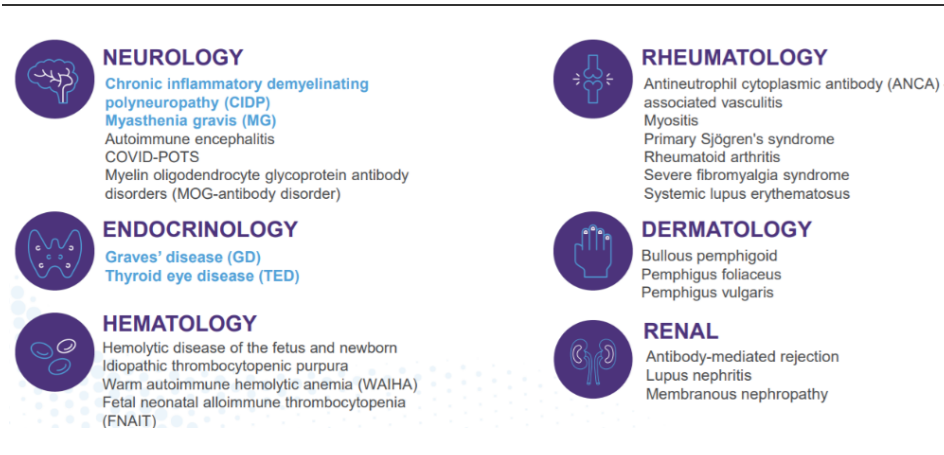 NEUROLOGY
Chronic inflammatory demyelinating
polyneuropathy (CIDP)
Myasthenia gravis (MG)
Autoimmune encephalitis
COVID-POTS
Myelin oligodendrocyte glycoprotein antibody
disorders (MOG-antibody disorder)
ENDOCRINOLOGY
Graves' disease (GD)
Thyroid eye disease (TED)
HEMATOLOGY
Hemolytic disease of the fetus and newborn
Idiopathic thrombocytopenic purpura
Warm autoimmune hemolytic anemia (WAIHA)
Fetal neonatal alloimmune thrombocytopenia
(FNAIT)
RHEUMATOLOGY
Antineutrophil cytoplasmic antibody (ANCA)
associated vasculitis
Myositis
Primary Sjögren's syndrome
Rheumatoid arthritis
Severe fibromyalgia syndrome
Systemic lupus erythematosus
DERMATOLOGY
Bullous pemphigoid
Pemphigus foliaceus
Pemphigus vulgaris
RENAL
Antibody-mediated rejection
Lupus nephritis
Membranous nephropathy